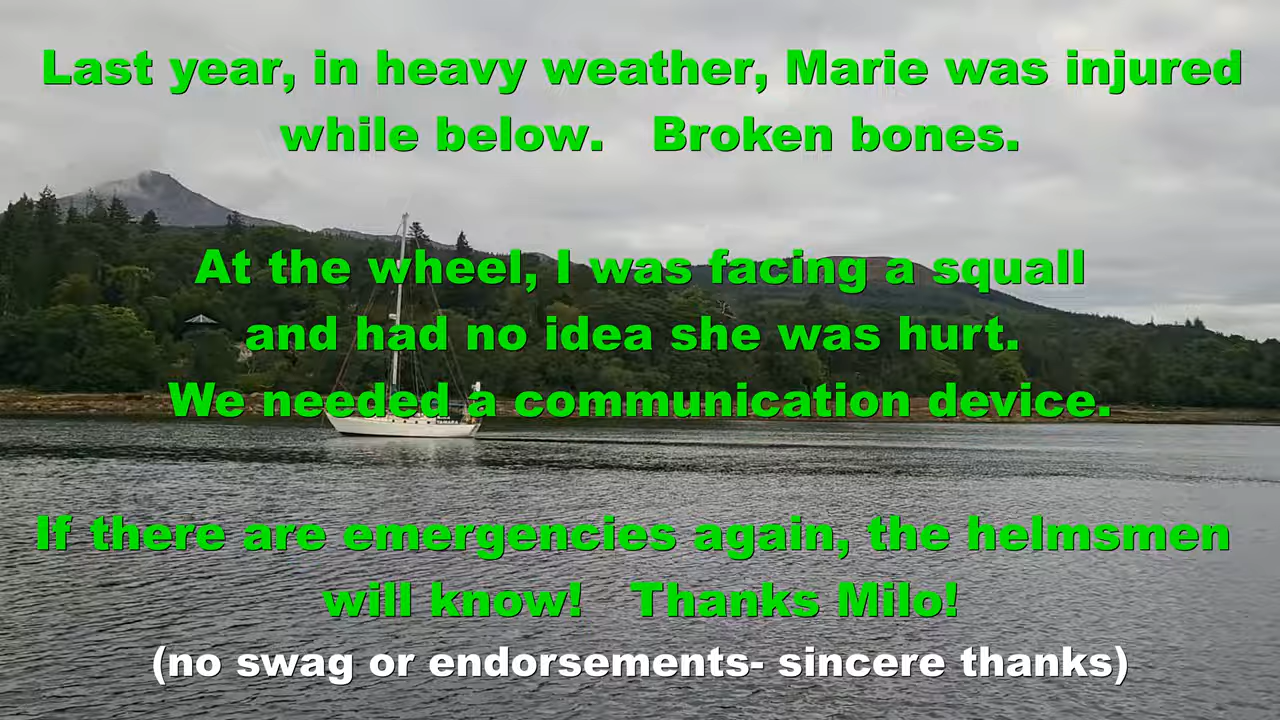 Last year, in heavy weather, Marie was injured
while below. Broken bones.
At the wheel, I was facing a squall
and had no idea she was hurt.
We needed a communication device.
If there are emergencies again, the helmsmen
will know! Thanks Milo!
(no swag or endorsements- sincere thanks)